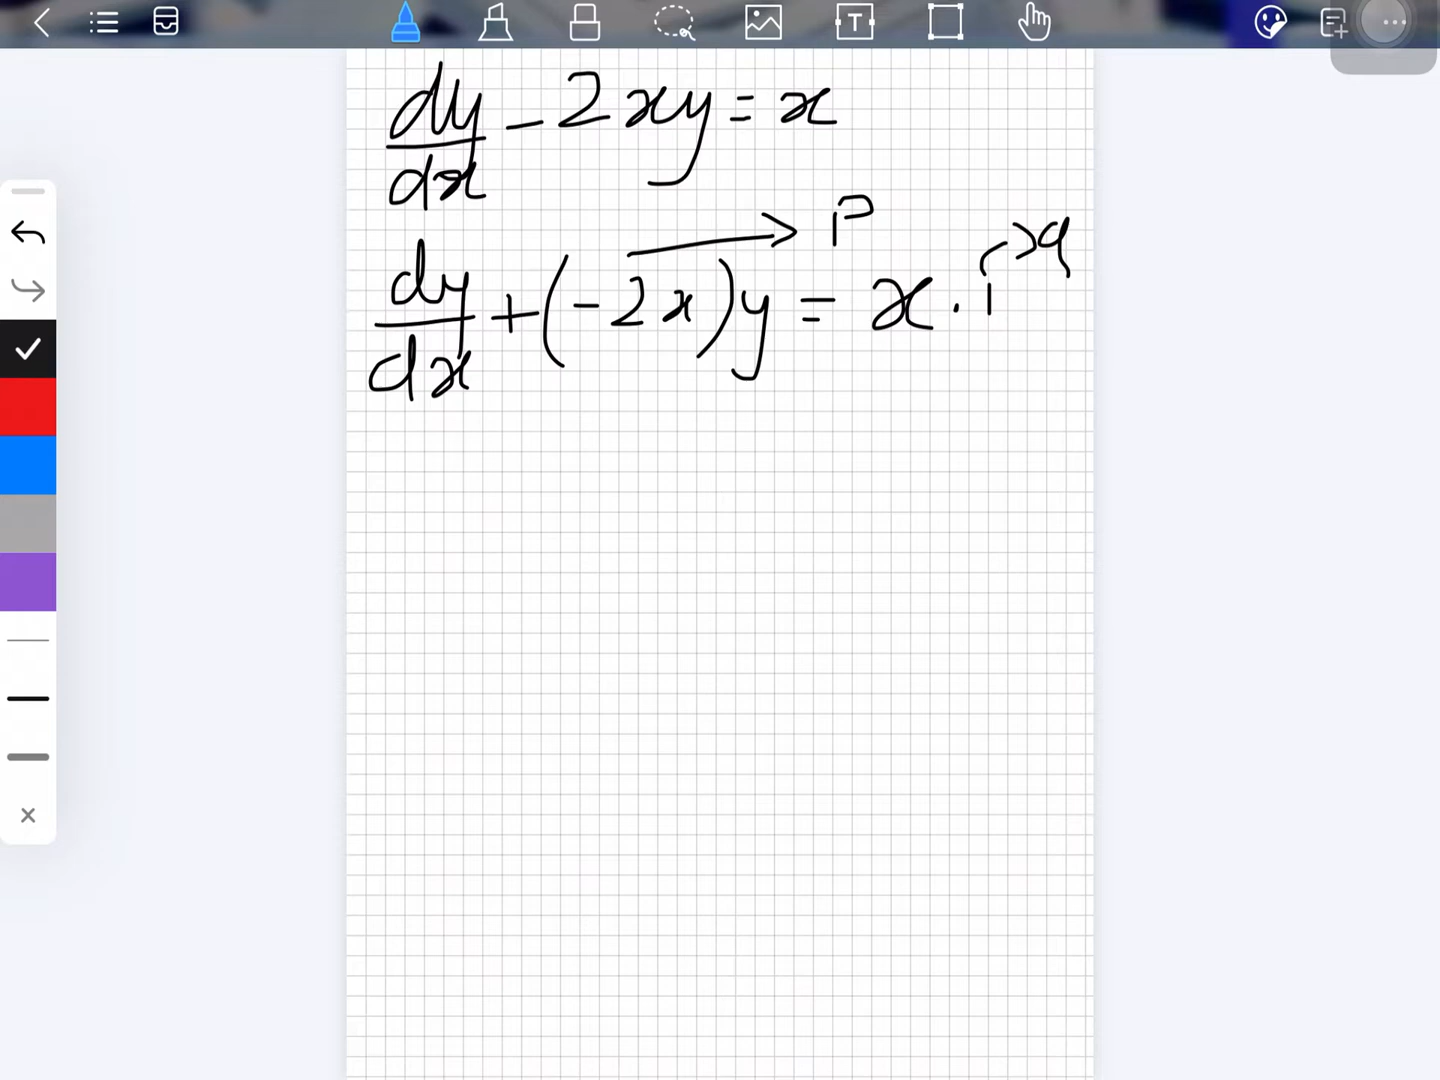 dy/dx - 2xy = x
→ P
dy/dx + (-2x)y = x . 1 → q